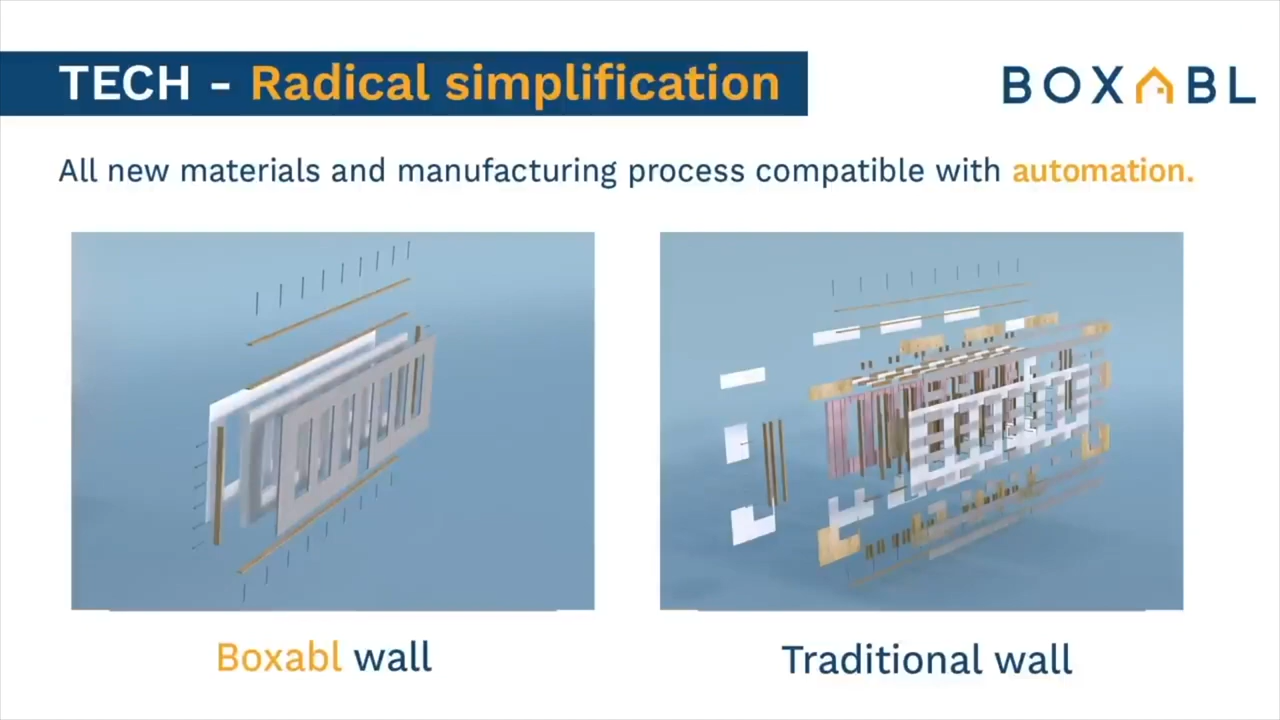 TECH - Radical simplification
BOXABL
All new materials and manufacturing process compatible with automation.
Boxabl wall
Traditional wall